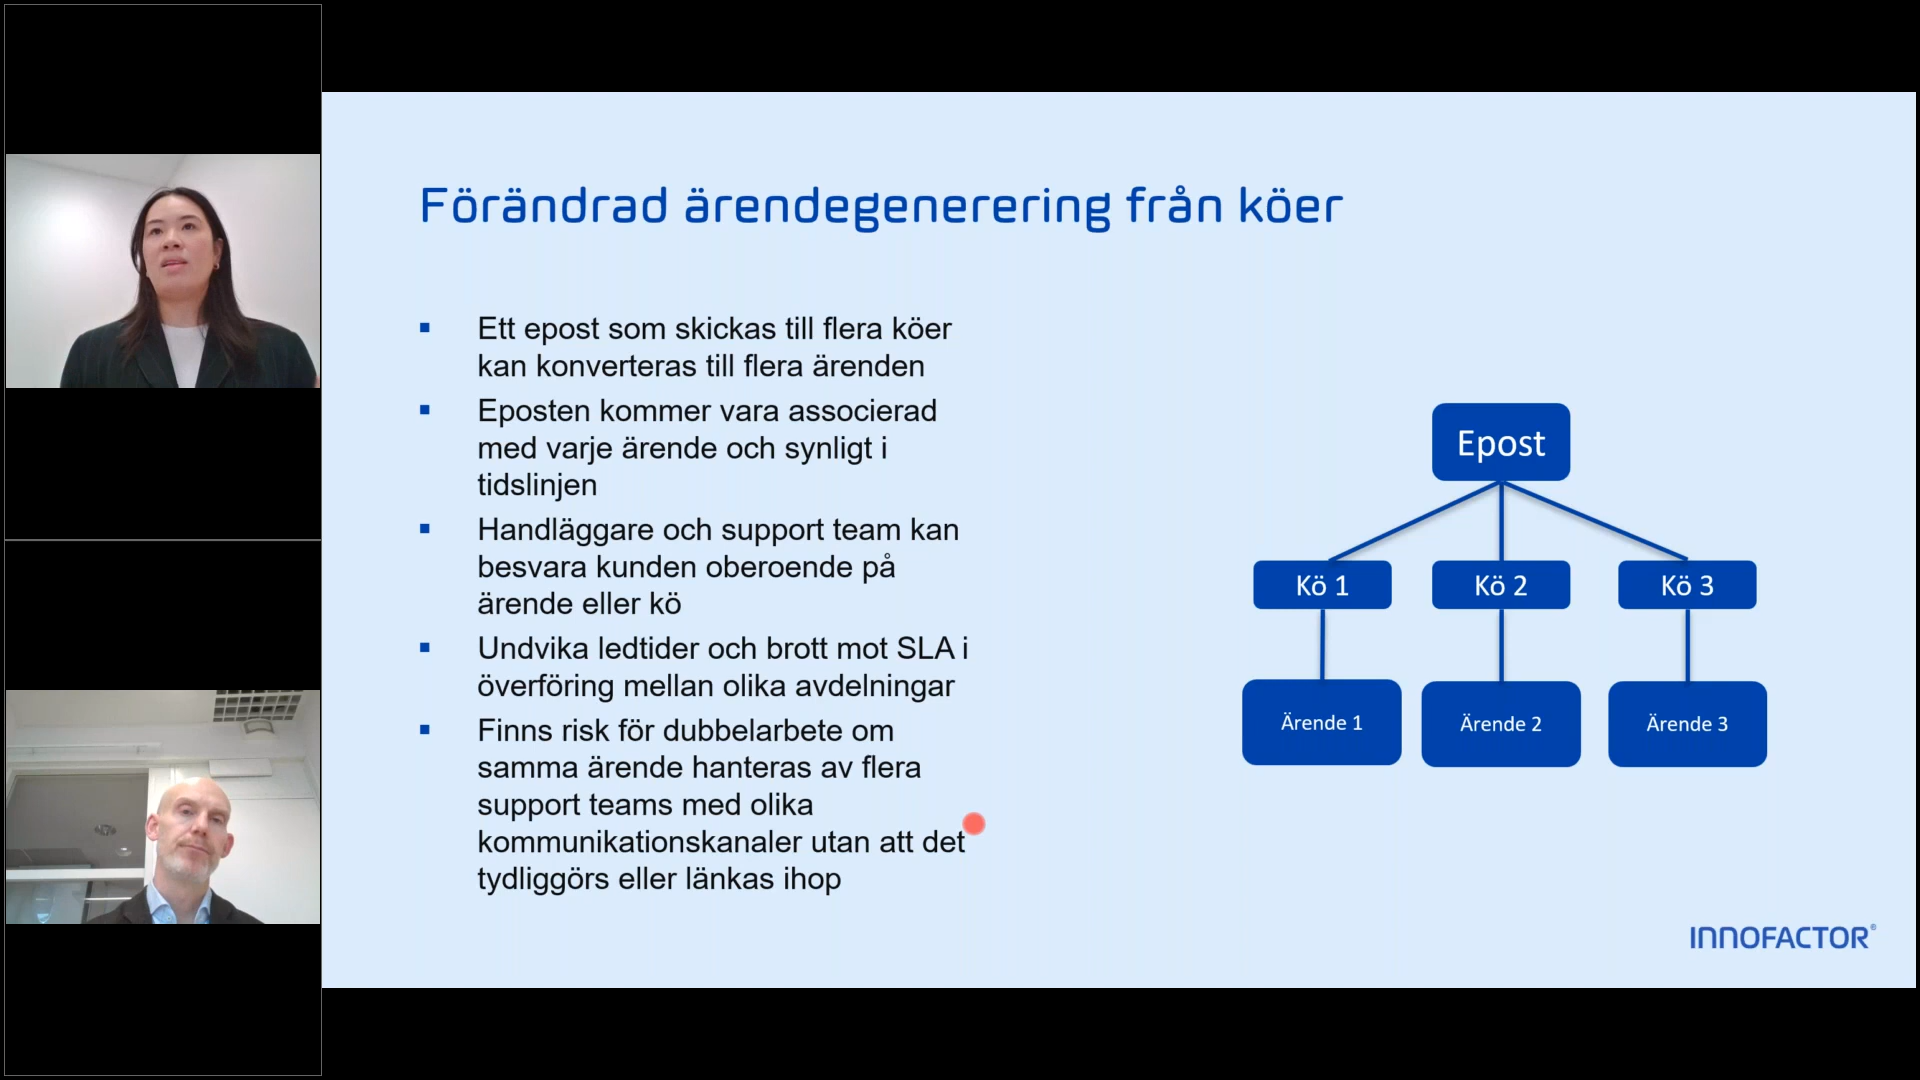 Förändrad ärendegenerering från köer
Ett epost som skickas till flera köer
kan konverteras till flera ärenden
Eposten kommer vara associerad
med varje ärende och synligt i
tidslinjen
Handläggare och support team kan
besvara kunden oberoende på
ärende eller kö
Undvika ledtider och brott mot SLA i
överföring mellan olika avdelningar
Finns risk för dubbelarbete om
samma ärende hanteras av flera
support teams med olika
kommunikationskanaler utan att det
tydliggörs eller länkas ihop
Epost
Kö 1
Kö 2
Kö 3
Ärende 1
Ärende 2
Ärende 3
INNOFACTOR®